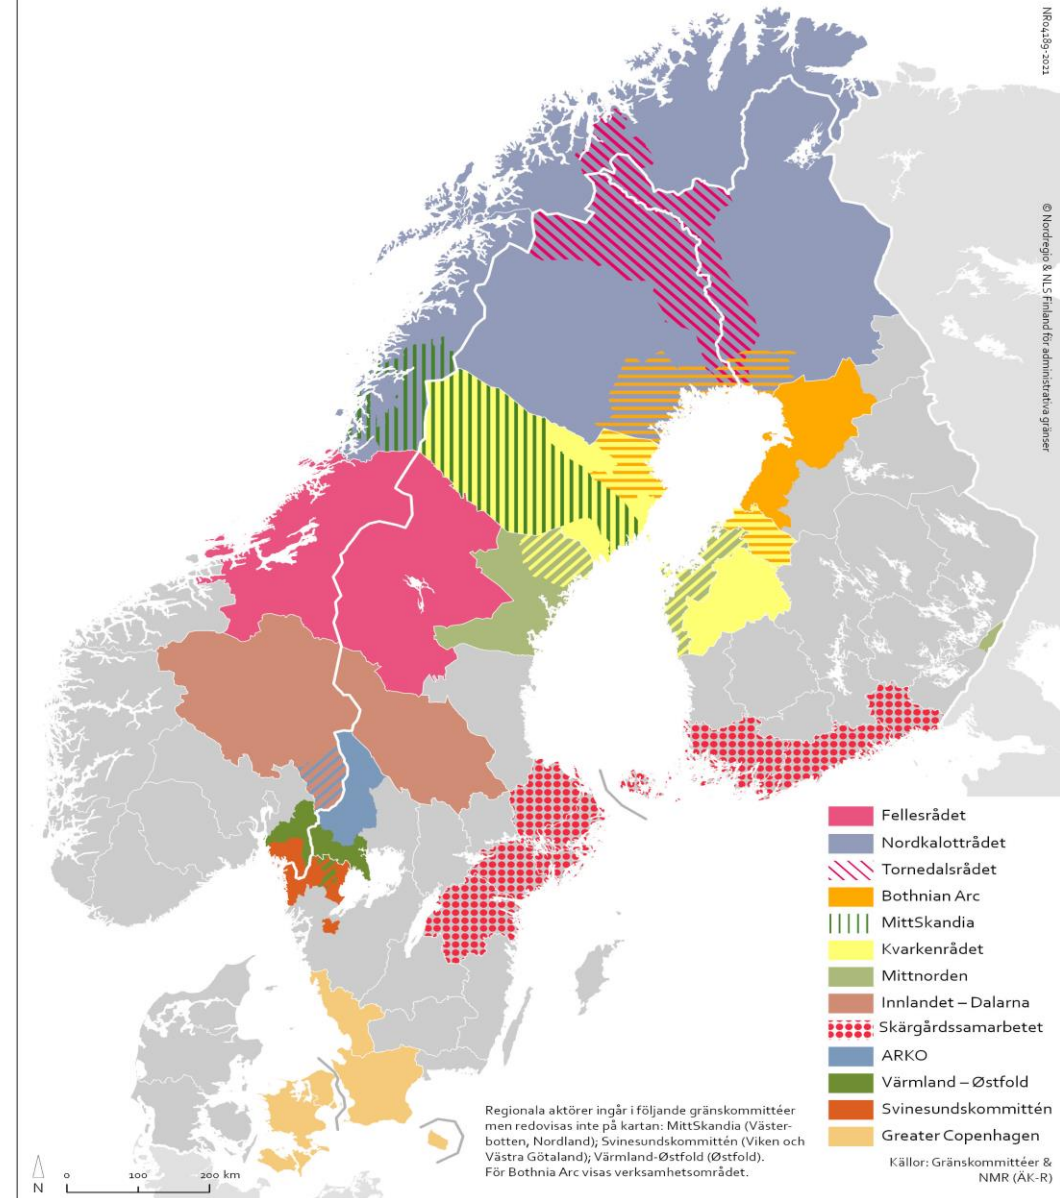 NR04189-2021
© Nordregio & NLS Finland för administrativa gränser
Fellesrådet
Nordkalottrådet
Tornedalsrådet
Bothnian Arc
MittSkandia
Kvarkenrådet
Mittnorden
Innlandet – Dalarna
Skärgårdssamarbetet
ARKO
Värmland – Østfold
Svinesundskommittén
Greater Copenhagen
Regionala aktörer ingår i följande gränskommittéer
men redovisas inte på kartan: MittSkandia (Väster-
botten, Nordland); Svinesundskommittén (Viken och
Västra Götaland); Värmland-Østfold (Østfold).
För Bothnia Arc visas verksamhetsområdet.
Källor: Gränskommittéer &
NMR (ÄK-R)
N
0 100 200 km